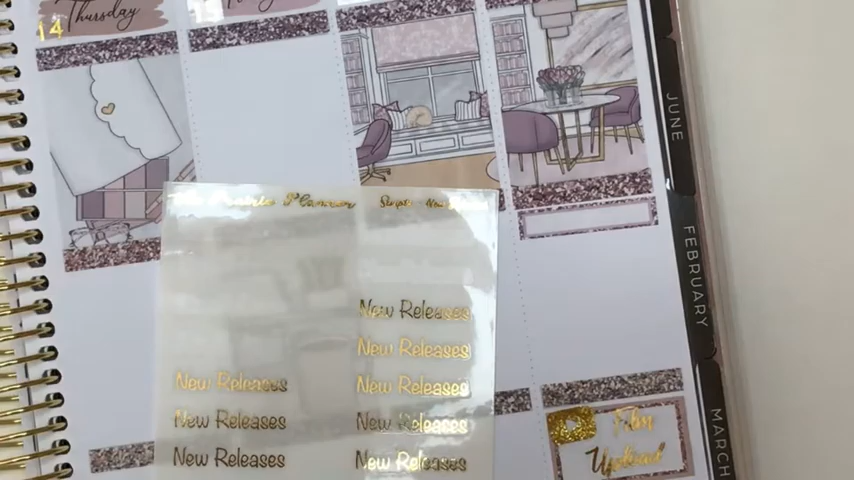 14 Thursday
JUNE
The Prairie Planner
FEBRUARY
New Releases
New Releases
New Releases New Releases
New Releases New Releases
New Releases New Releases
MARCH
Film
Upload